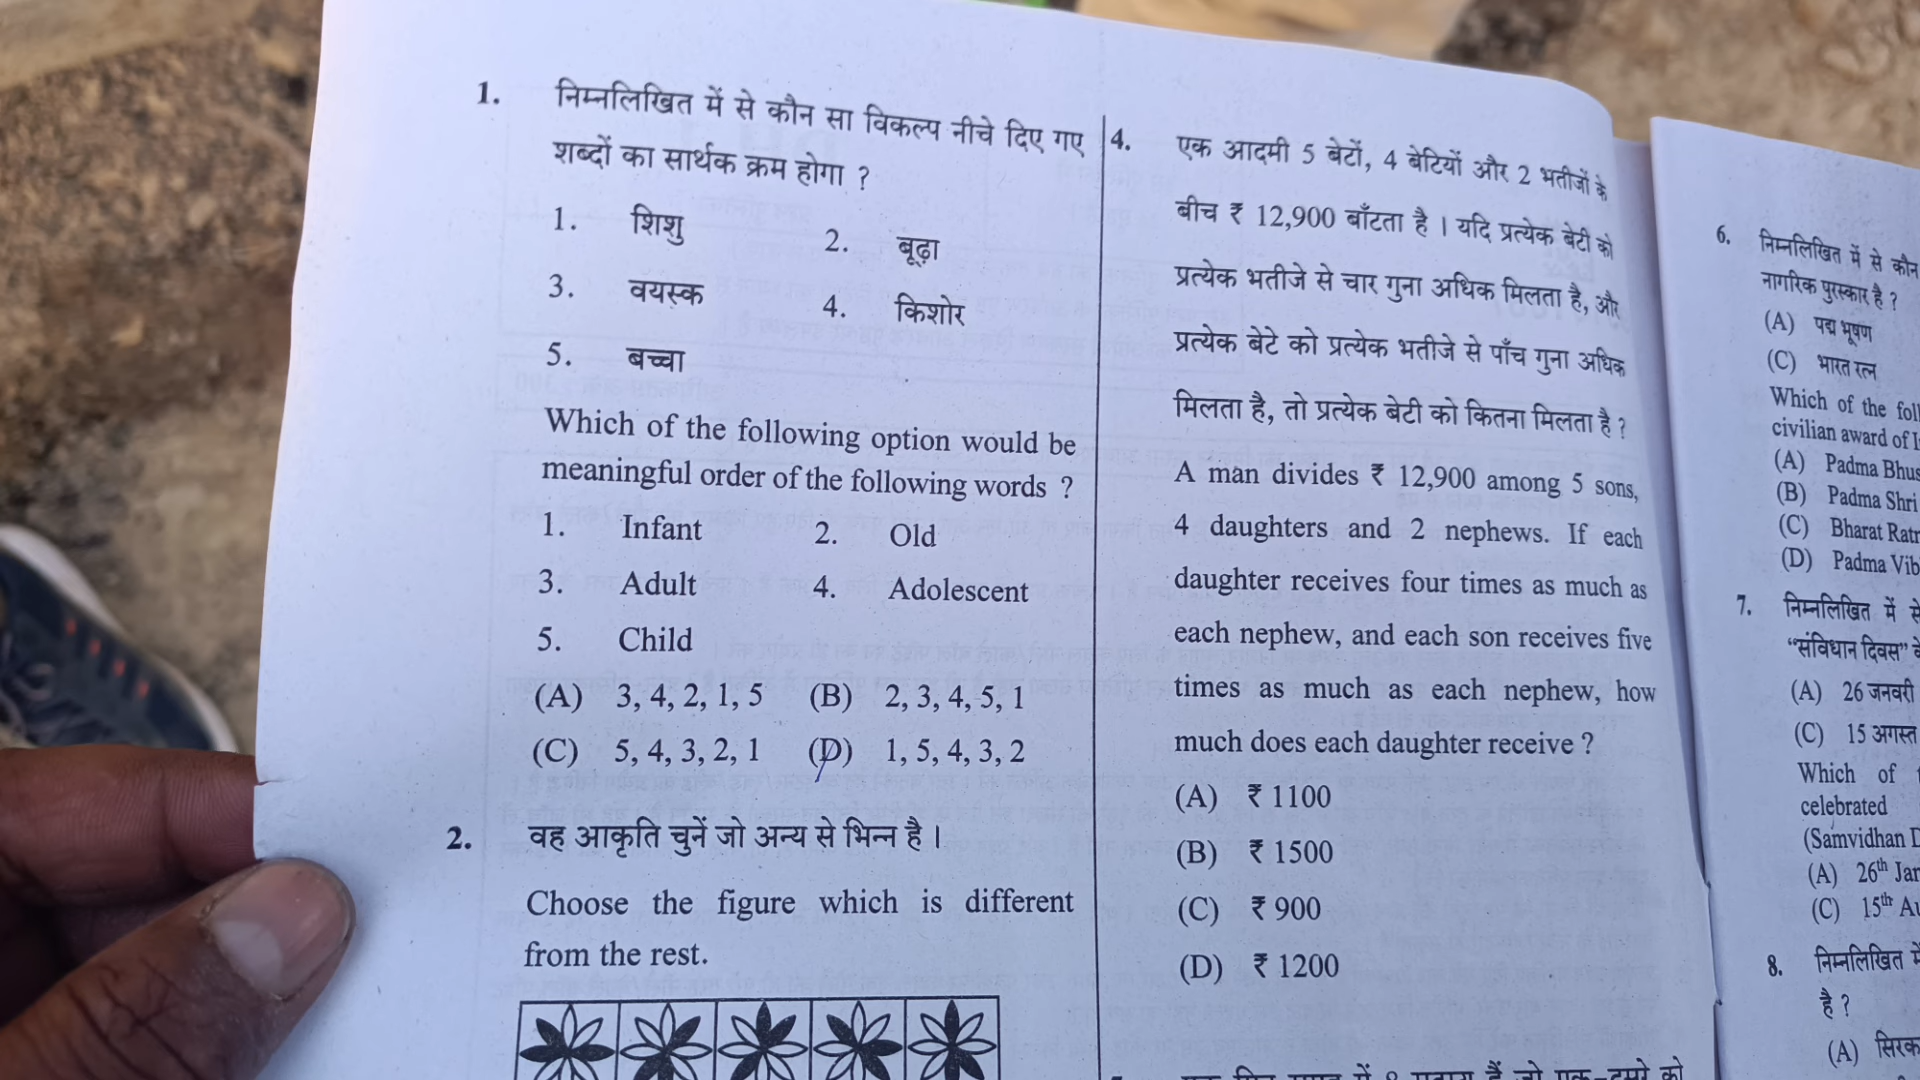 1. निम्नलिखित में से कौन सा विकल्प नीचे दिए गए
शब्दों का सार्थक क्रम होगा ?
1. शिशु 2. बूढ़ा
3. वयस्क 4. किशोर
5. बच्चा
Which of the following option would be
meaningful order of the following words ?
1. Infant 2. Old
3. Adult 4. Adolescent
5. Child
(A) 3, 4, 2, 1, 5 (B) 2, 3, 4, 5, 1
(C) 5, 4, 3, 2, 1 (D) 1, 5, 4, 3, 2
2. वह आकृति चुनें जो अन्य से भिन्न है ।
Choose the figure which is different
from the rest.
4. एक आदमी 5 बेटों, 4 बेटियों और 2 भतीजों के
बीच ₹ 12,900 बाँटता है । यदि प्रत्येक बेटी को
प्रत्येक भतीजे से चार गुना अधिक मिलता है, और
प्रत्येक बेटे को प्रत्येक भतीजे से पाँच गुना अधिक
मिलता है, तो प्रत्येक बेटी को कितना मिलता है ?
A man divides ₹ 12,900 among 5 sons,
4 daughters and 2 nephews. If each
daughter receives four times as much as
each nephew, and each son receives five
times as much as each nephew, how
much does each daughter receive ?
(A) ₹ 1100
(B) ₹ 1500
(C) ₹ 900
(D) ₹ 1200
6. निम्नलिखित में से कौन
नागरिक पुरस्कार है ?
(A) पद्म भूषण
(C) भारत रत्न
Which of the
civilian award of
(A) Padma
(B) Padma Shri
(C) Bharat
(D) Padma
7. निम्नलिखित में
“संविधान दिवस”
(A) 26 जनवरी
(C) 15 अगस्त
Which of
celebrated
(Samvidhan
(A) 26th
(C) 15th
8. निम्नलिखित
है ?
(A)